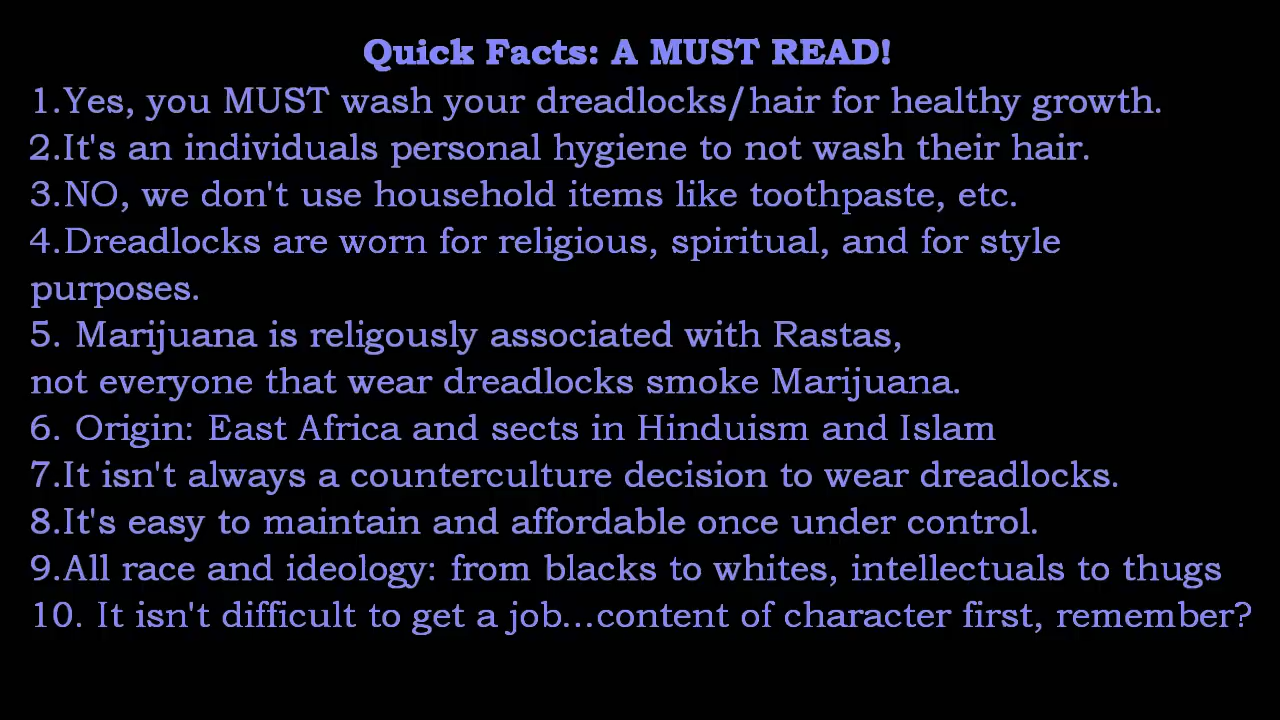 Quick Facts: A MUST READ!
1.Yes, you MUST wash your dreadlocks/hair for healthy growth.
2.It's an individuals personal hygiene to not wash their hair.
3.NO, we don't use household items like toothpaste, etc.
4.Dreadlocks are worn for religious, spiritual, and for style
purposes.
5. Marijuana is religously associated with Rastas,
not everyone that wear dreadlocks smoke Marijuana.
6. Origin: East Africa and sects in Hinduism and Islam
7.It isn't always a counterculture decision to wear dreadlocks.
8.It's easy to maintain and affordable once under control.
9.All race and ideology: from blacks to whites, intellectuals to thugs
10. It isn't difficult to get a job...content of character first, remember?